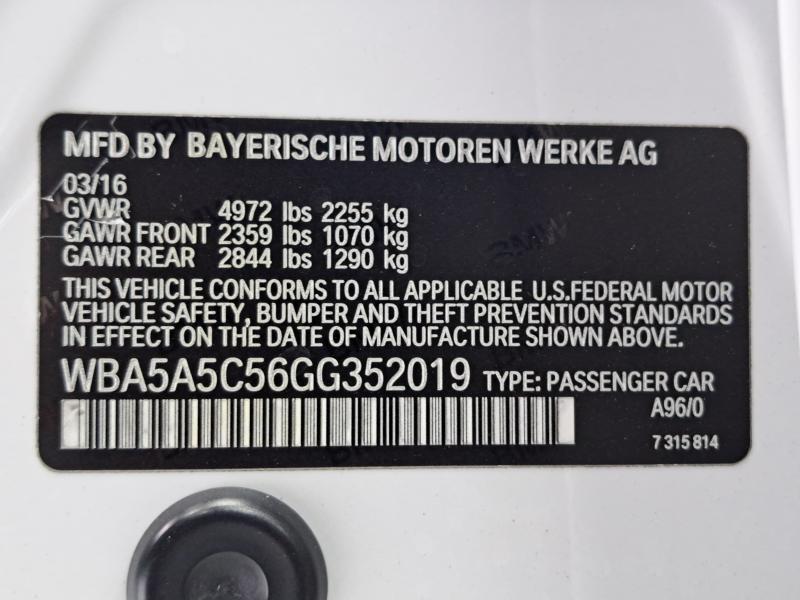 MFD BY BAYERISCHE MOTOREN WERKE AG
03/16
GVWR 4972 lbs 2255 kg
GAWR FRONT 2359 lbs 1070 kg
GAWR REAR 2844 lbs 1290 kg
THIS VEHICLE CONFORMS TO ALL APPLICABLE U.S.FEDERAL MOTOR
VEHICLE SAFETY, BUMPER AND THEFT PREVENTION STANDARDS
IN EFFECT ON THE DATE OF MANUFACTURE SHOWN ABOVE.
WBA5A5C56GG352019 TYPE: PASSENGER CAR
A96/0
7 315 814